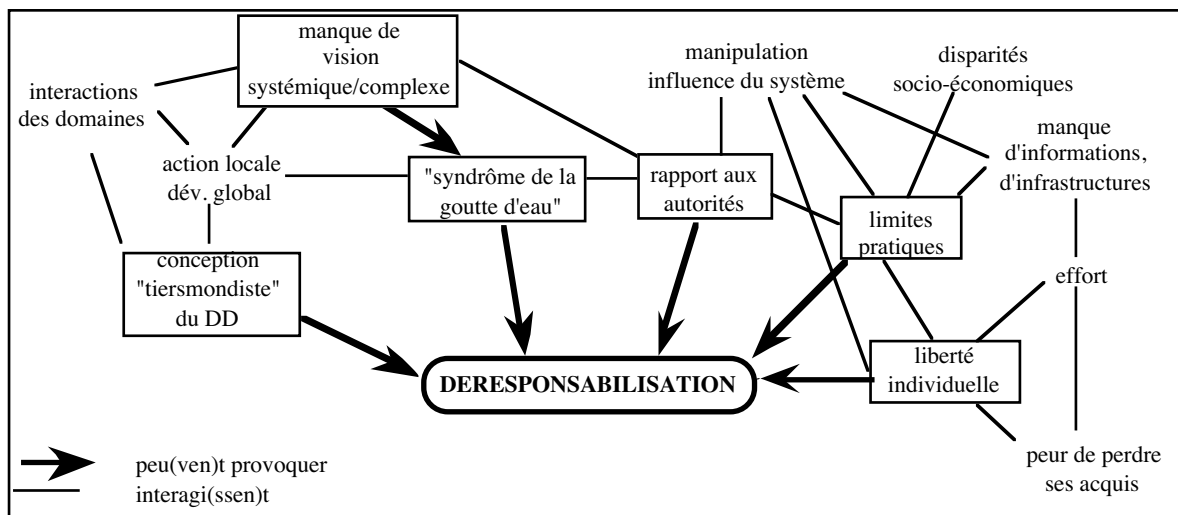 manque de
vision
systémique/complexe
manipulation
influence du système
disparités
socio-économiques
interactions
des domaines
manque
d'informations,
d'infrastructures
action locale
dév. global
"syndrôme de la
goutte d'eau"
rapport aux
autorités
limites
pratiques
conception
"tiersmondiste"
du DD
effort
DERESPONSABILISATION
liberté
individuelle
peu(ven)t provoquer
interagi(ssen)t
peur de perdre
ses acquis